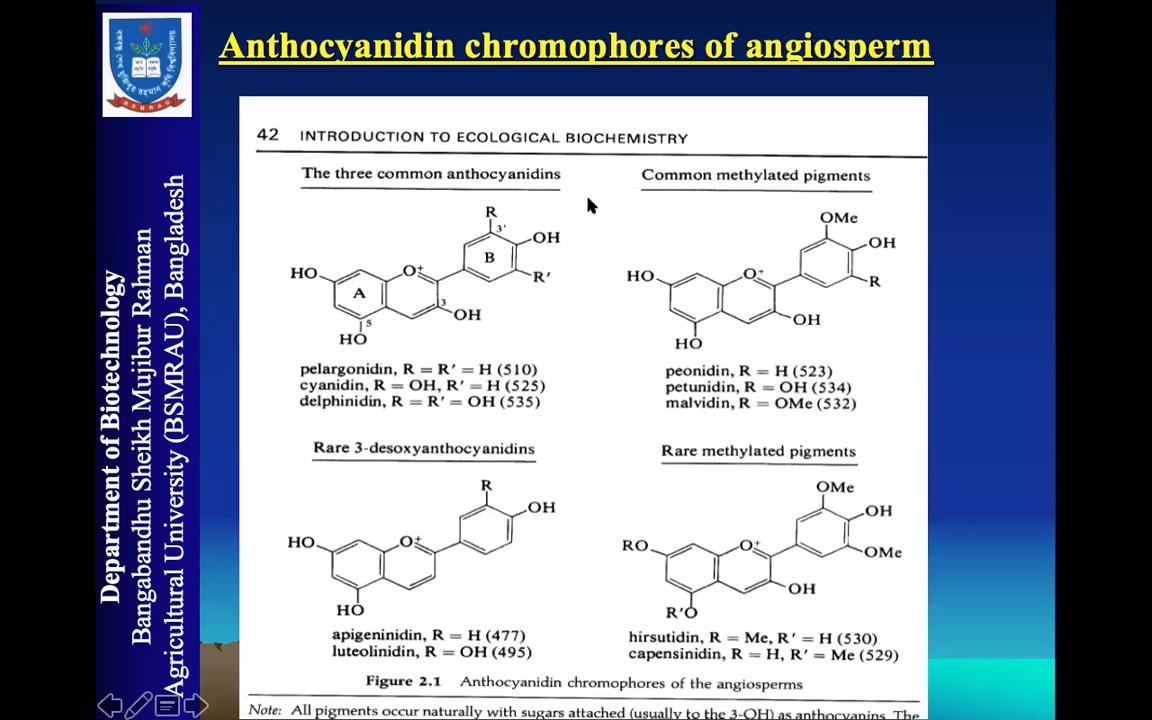 Anthocyanidin chromophores of angiosperm
Department of Biotechnology
Bangabandhu Sheikh Mujibur Rahman
Agricultural University (BSMRAU), Bangladesh
BSMRAU
42 INTRODUCTION TO ECOLOGICAL BIOCHEMISTRY
The three common anthocyanidins
R
3'
OH
B
R'
HO
O+
A
3
OH
5
HO
pelargonidin, R = R' = H (510)
cyanidin, R = OH, R' = H (525)
delphinidin, R = R' = OH (535)
Common methylated pigments
OMe
OH
R
HO
O+
OH
HO
peonidin, R = H (523)
petunidin, R = OH (534)
malvidin, R = OMe (532)
Rare 3-desoxyanthocyanidins
R
OH
HO
O+
HO
apigeninidin, R = H (477)
luteolinidin, R = OH (495)
Rare methylated pigments
OMe
OH
OMe
RO
O+
OH
R'O
hirsutidin, R = Me, R' = H (530)
capensinidin, R = H, R' = Me (529)
Figure 2.1 Anthocyanidin chromophores of the angiosperms
Note: All pigments occur naturally with sugars attached (usually to the 3-OH) as anthocyanins. The